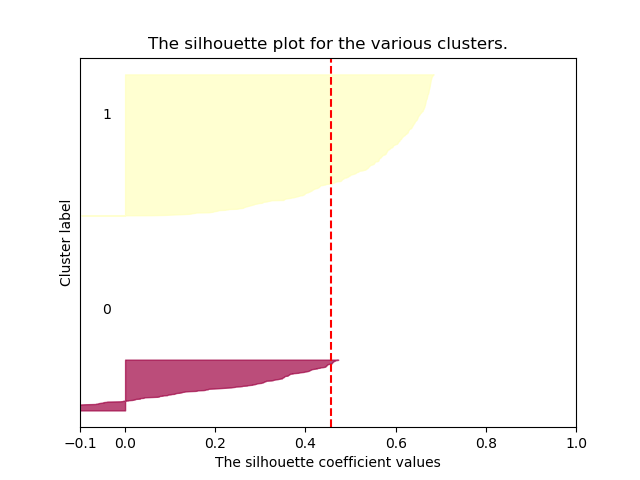 The silhouette plot for the various clusters.
1
0
Cluster label
−0.1 0.0 0.2 0.4 0.6 0.8 1.0
The silhouette coefficient values